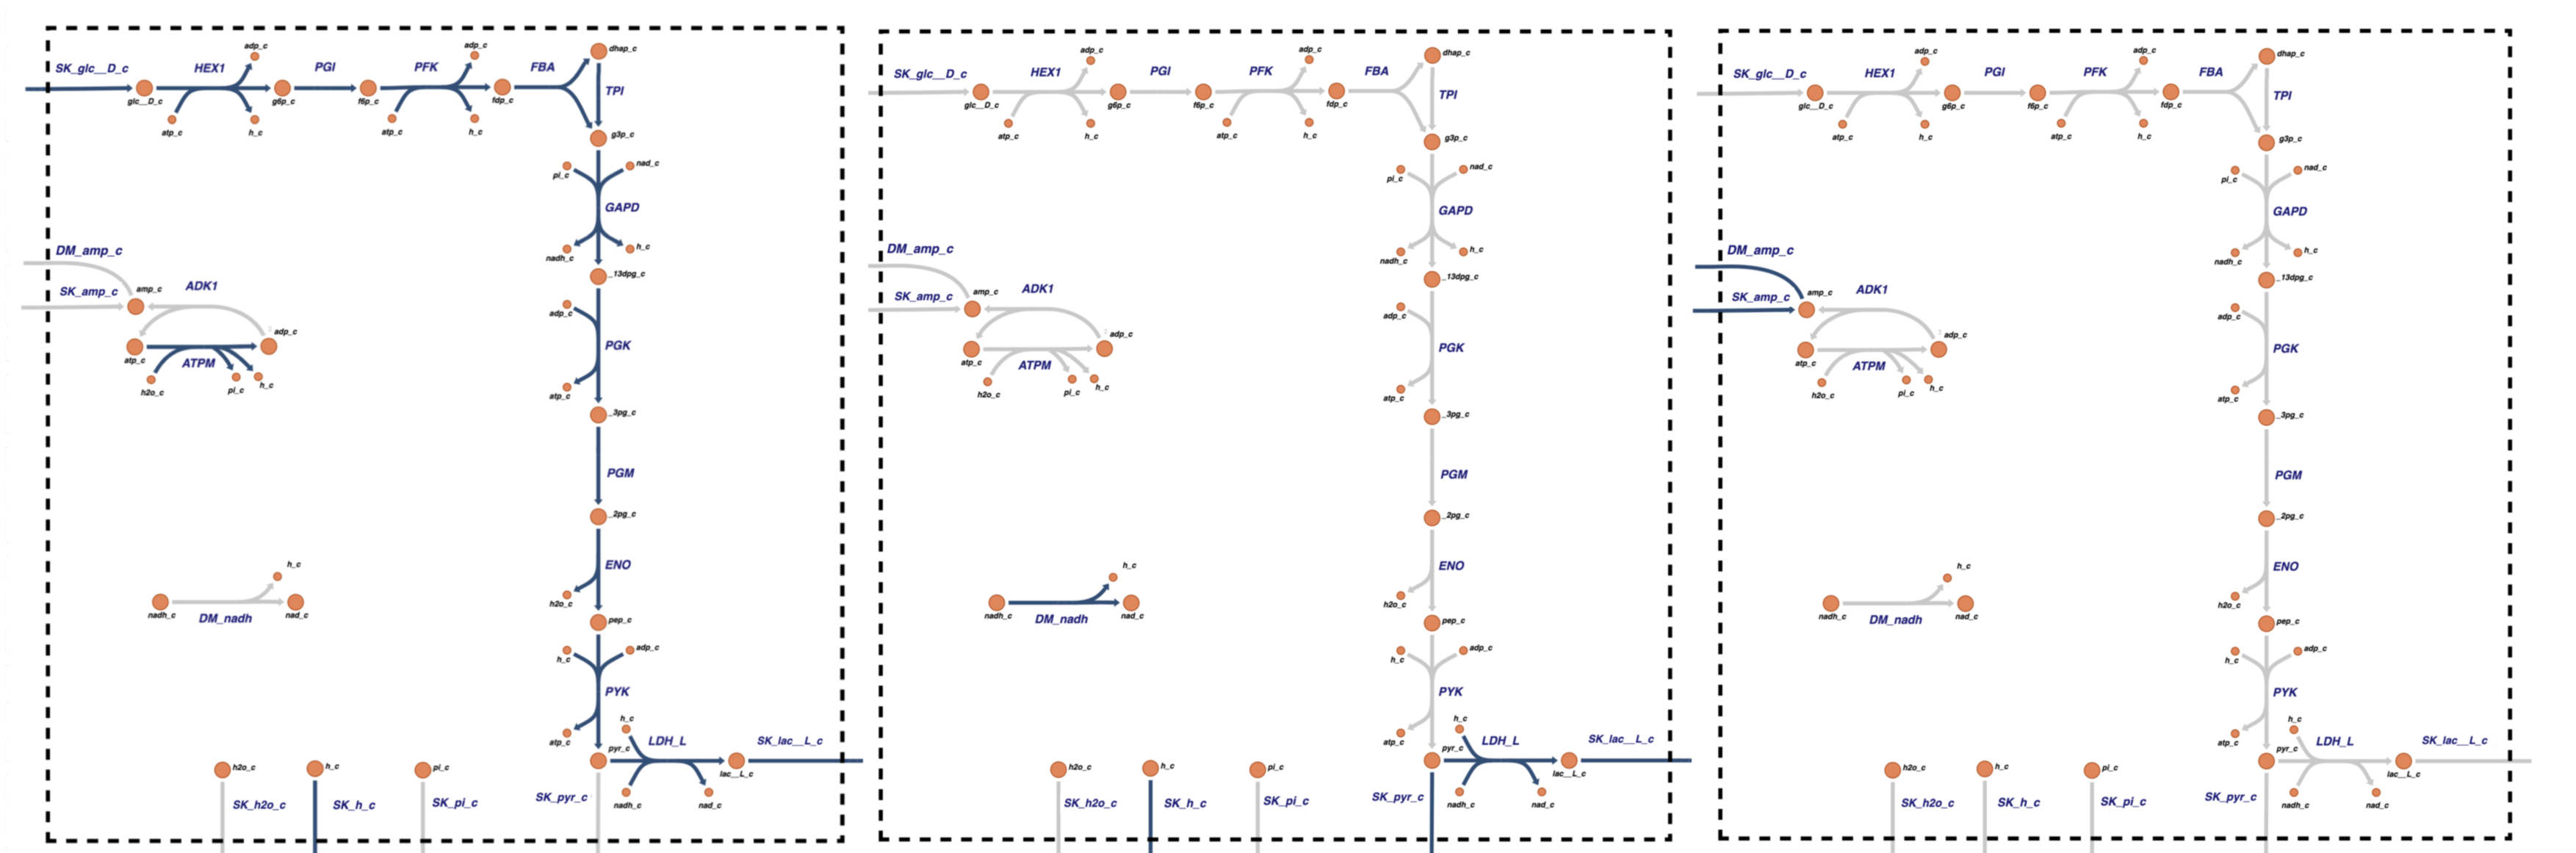 adp_c adp_c dhap_c
SK_glc__D_c HEX1 PGI PFK FBA
TPI
glc__D_c g6p_c f6p_c fdp_c
atp_c h_c atp_c h_c
g3p_c
nad_c
pi_c
GAPD
DM_amp_c
nadh_c h_c
_13dpg_c
SK_amp_c amp_c ADK1
adp_c
adp_c
atp_c
ATPM
PGK
h2o_c pi_c h_c
atp_c
_3pg_c
PGM
_2pg_c
h_c
ENO
h2o_c
nadh_c nad_c
DM_nadh
pep_c
h_c adp_c
PYK
h_c
atp_c
pyr_c
LDH_L SK_lac__L_c
h2o_c h_c pi_c
lac__L_c
SK_h2o_c SK_h_c SK_pi_c SK_pyr_c
nadh_c nad_c
adp_c adp_c dhap_c
SK_glc__D_c HEX1 PGI PFK FBA
TPI
glc__D_c g6p_c f6p_c fdp_c
atp_c h_c atp_c h_c
g3p_c
nad_c
pi_c
GAPD
DM_amp_c
nadh_c h_c
_13dpg_c
SK_amp_c amp_c ADK1
adp_c
adp_c
atp_c
ATPM
PGK
h2o_c pi_c h_c
atp_c
_3pg_c
PGM
_2pg_c
h_c
ENO
h2o_c
nadh_c nad_c
DM_nadh
pep_c
h_c adp_c
PYK
h_c
atp_c
pyr_c
LDH_L SK_lac__L_c
h2o_c h_c pi_c
lac__L_c
SK_h2o_c SK_h_c SK_pi_c SK_pyr_c
nadh_c nad_c
adp_c adp_c dhap_c
SK_glc__D_c HEX1 PGI PFK FBA
TPI
glc__D_c g6p_c f6p_c fdp_c
atp_c h_c atp_c h_c
g3p_c
nad_c
pi_c
GAPD
DM_amp_c
nadh_c h_c
_13dpg_c
SK_amp_c amp_c ADK1
adp_c
adp_c
atp_c
ATPM
PGK
h2o_c pi_c h_c
atp_c
_3pg_c
PGM
_2pg_c
h_c
ENO
h2o_c
nadh_c nad_c
DM_nadh
pep_c
h_c adp_c
PYK
h_c
atp_c
pyr_c
LDH_L SK_lac__L_c
h2o_c h_c pi_c
lac__L_c
SK_h2o_c SK_h_c SK_pi_c SK_pyr_c
nadh_c nad_c